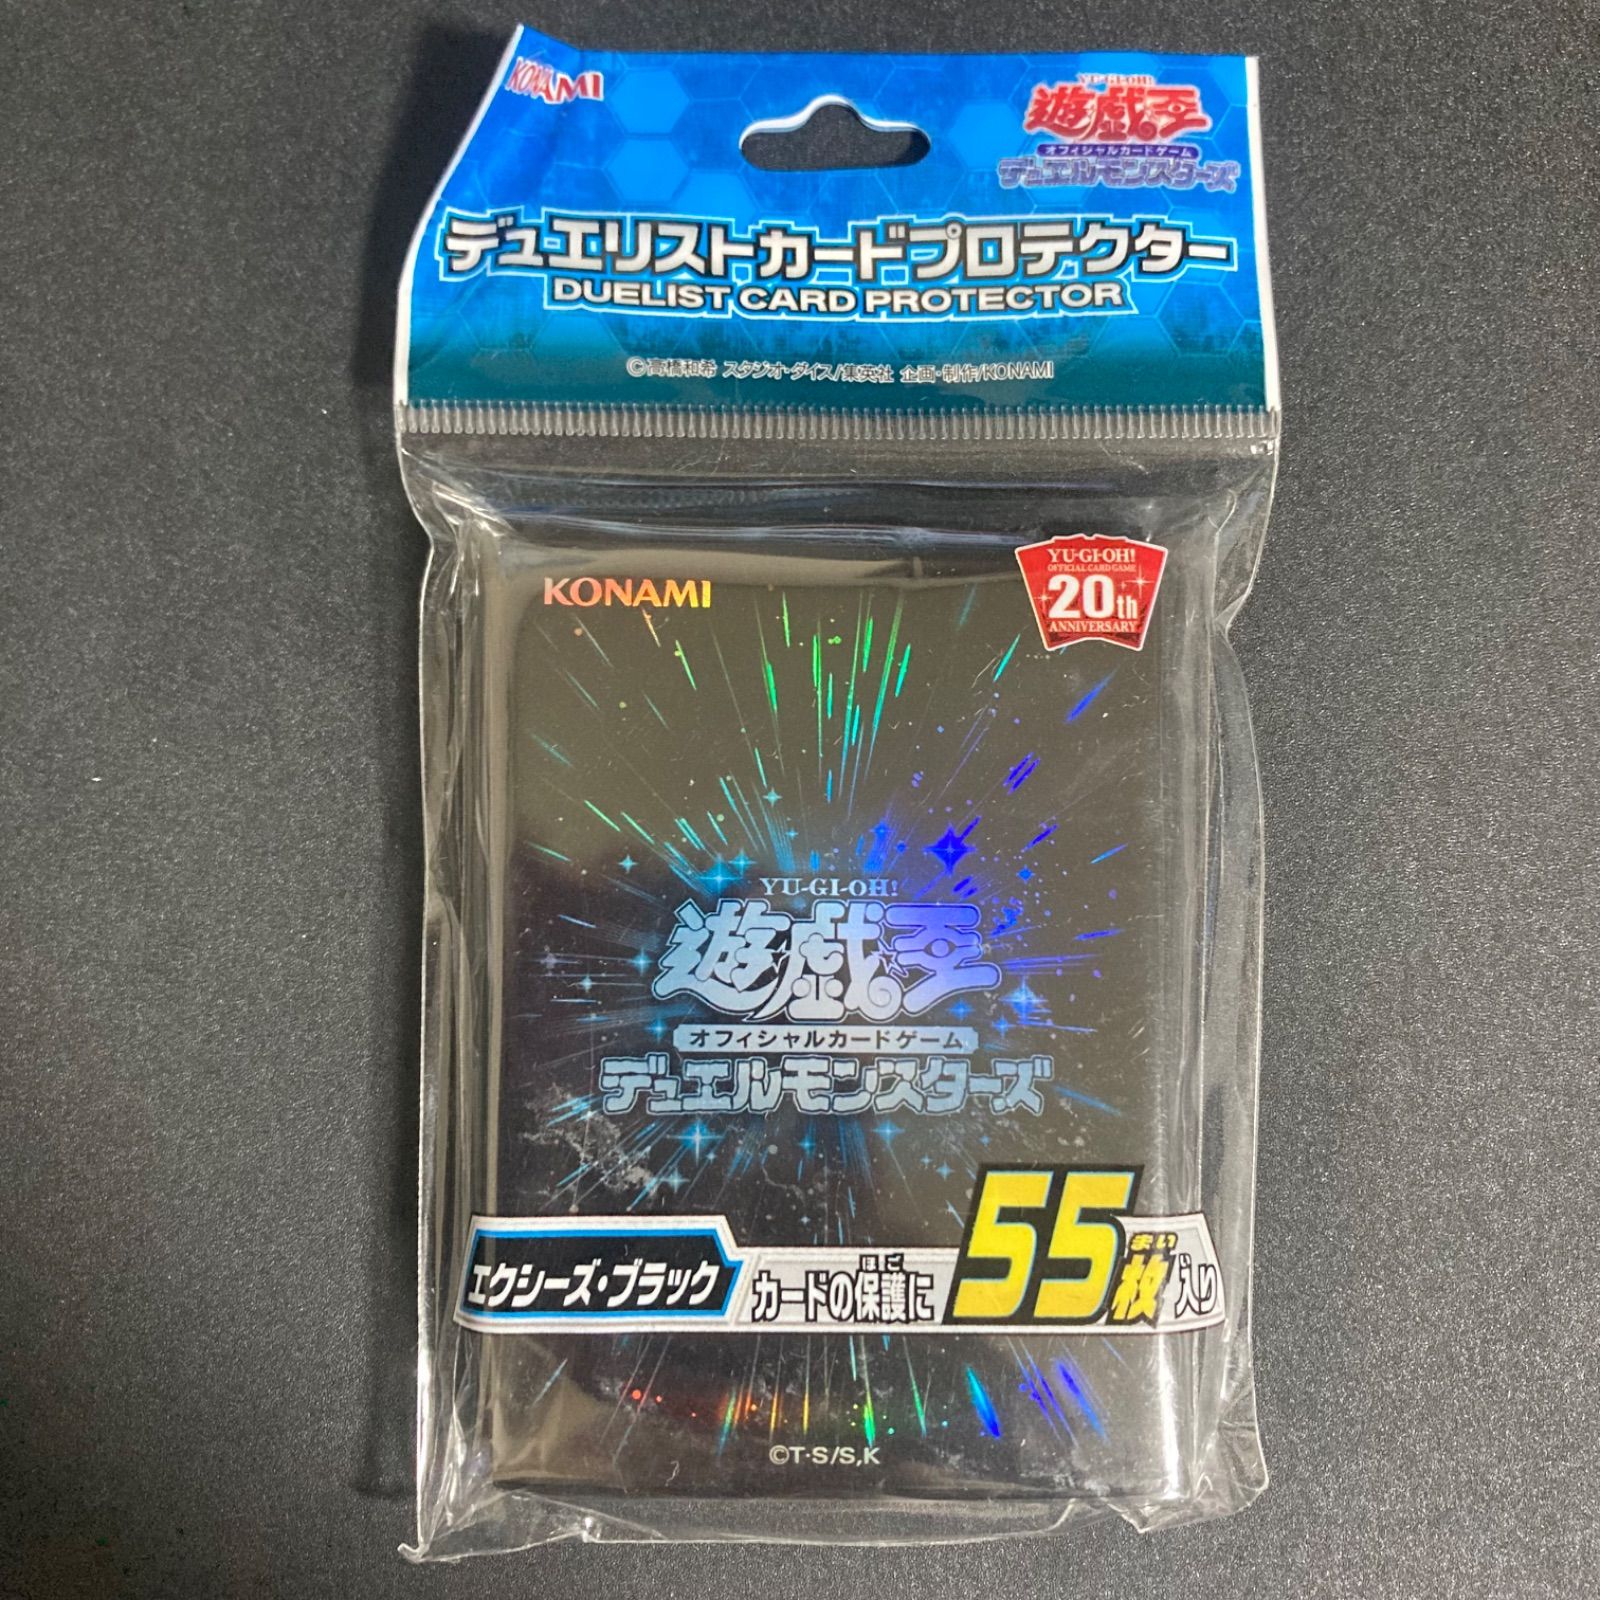 KONAMI
YU-GI-OH!
遊戯王
オフィシャルカードゲーム
デュエルモンスターズ
デュエリストカードプロテクター
DUELIST CARD PROTECTOR
©高橋和希 スタジオ・ダイス/集英社 企画・制作/KONAMI
KONAMI
YU-GI-OH!
OFFICIAL CARD GAME
20th
ANNIVERSARY
YU-GI-OH!
遊戯王
オフィシャルカードゲーム
デュエルモンスターズ
エクシーズ・ブラック
ほご
カードの保護に
まい
55枚入り
©T·S/S,K